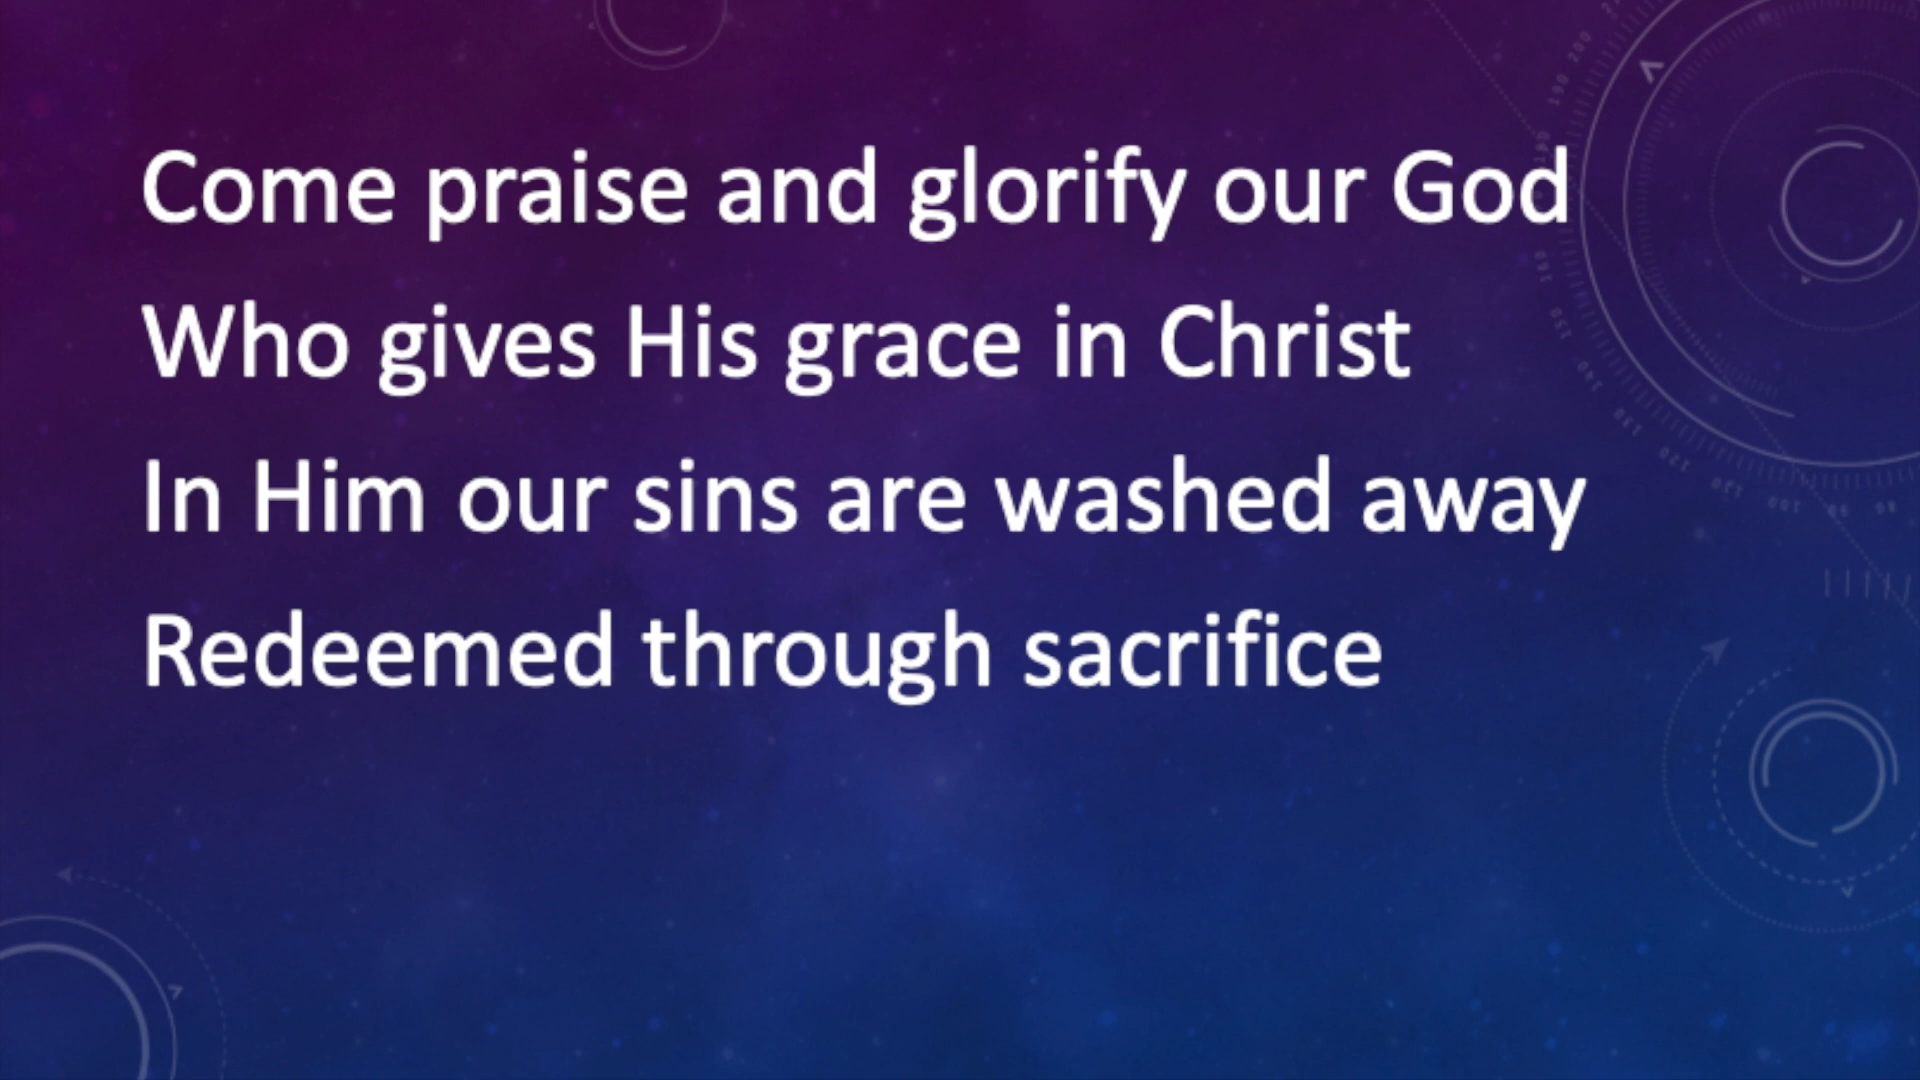 Come praise and glorify our God
Who gives His grace in Christ
In Him our sins are washed away
Redeemed through sacrifice